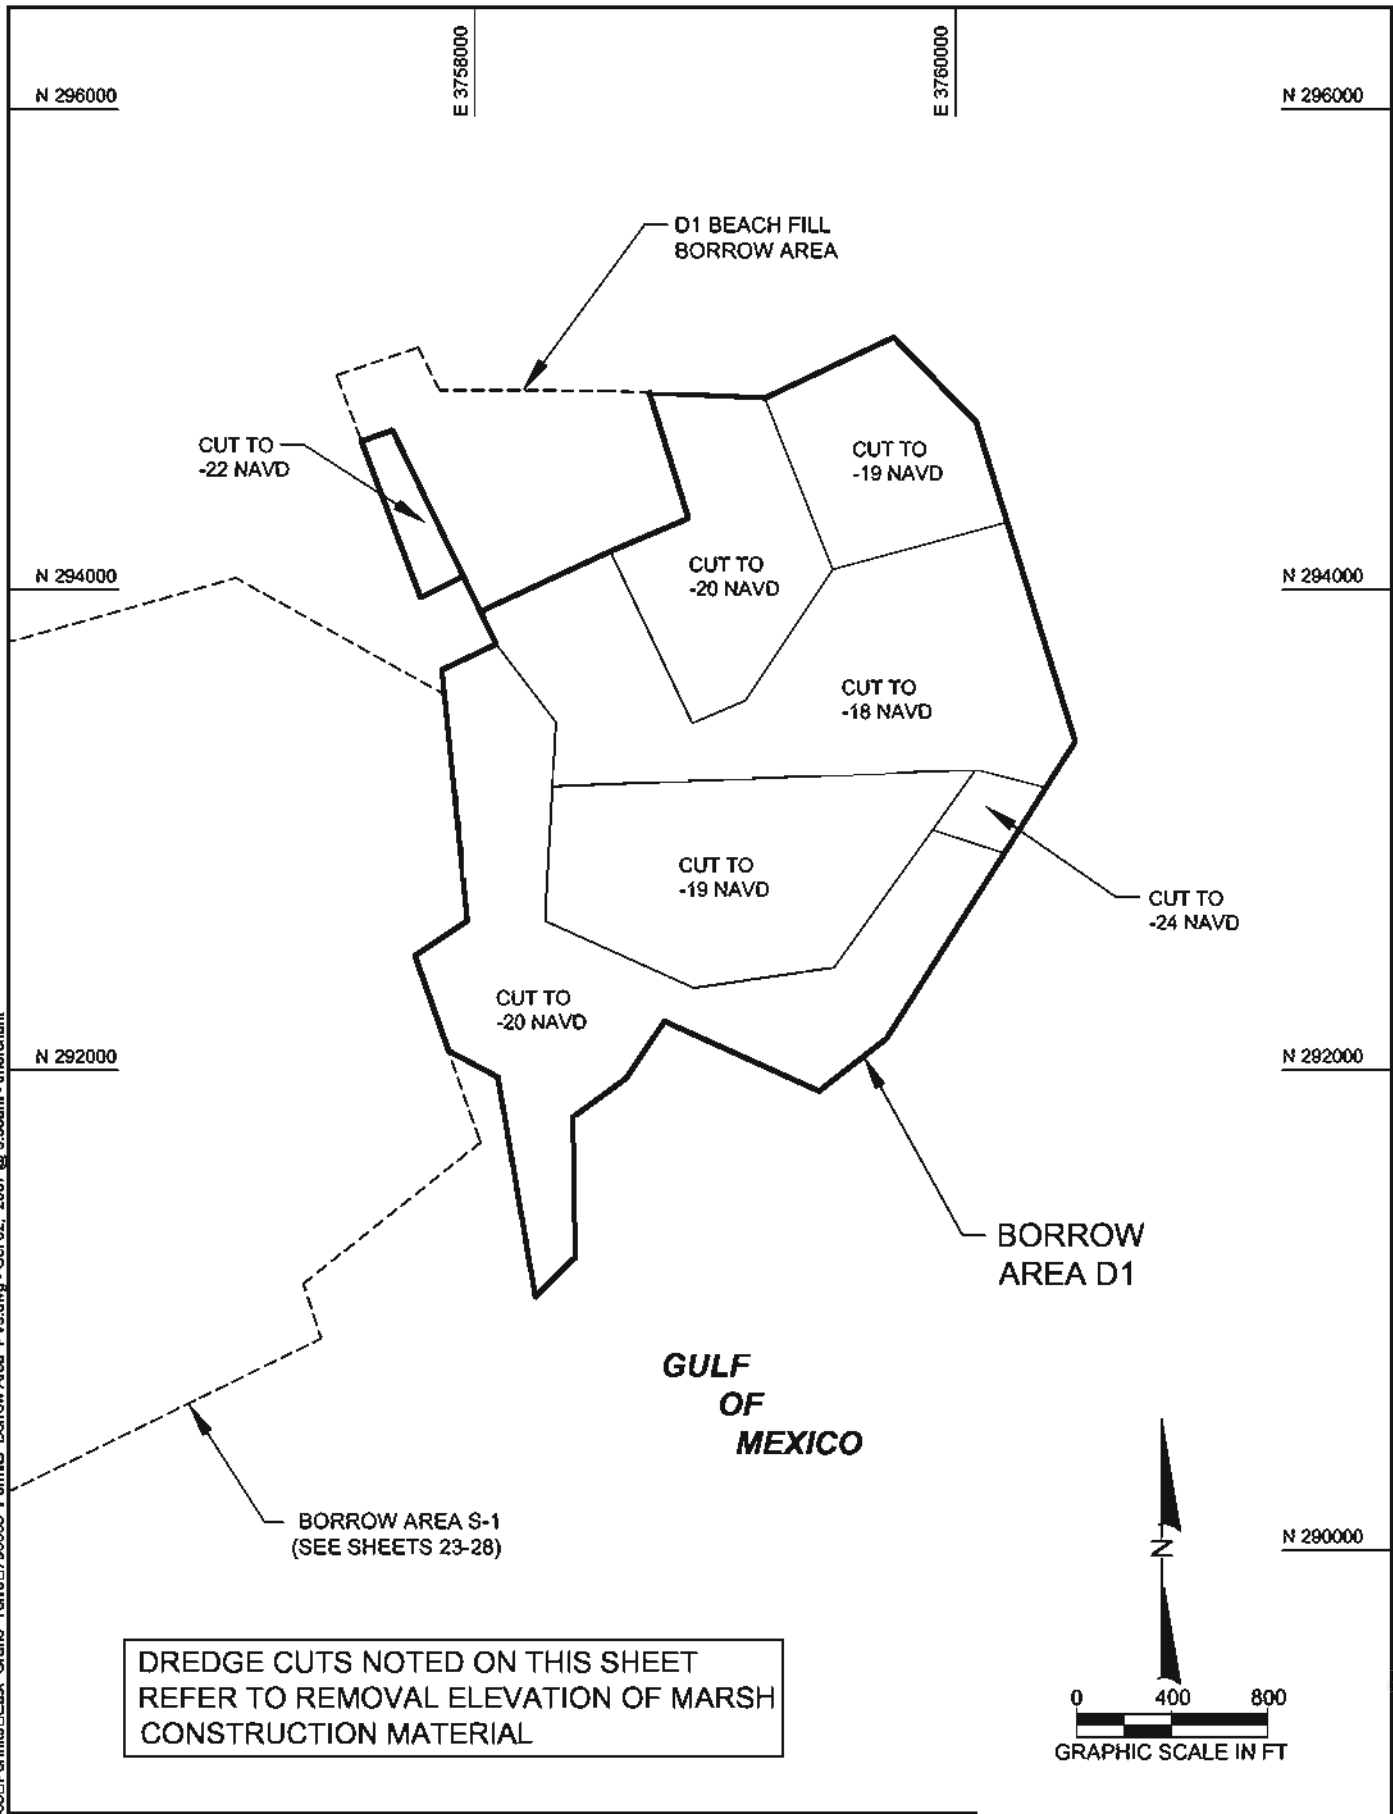 E 3758000
E 3760000
N 296000
N 296000
D1 BEACH FILL
BORROW AREA
CUT TO
-22 NAVD
CUT TO
-19 NAVD
CUT TO
-20 NAVD
N 294000
N 294000
CUT TO
-18 NAVD
CUT TO
-19 NAVD
CUT TO
-24 NAVD
CUT TO
-20 NAVD
N 292000
N 292000
BORROW
AREA D1
GULF
OF
MEXICO
BORROW AREA S-1
(SEE SHEETS 23-28)
N 290000
N
DREDGE CUTS NOTED ON THIS SHEET
REFER TO REMOVAL ELEVATION OF MARSH
CONSTRUCTION MATERIAL
0 400 800
GRAPHIC SCALE IN FT